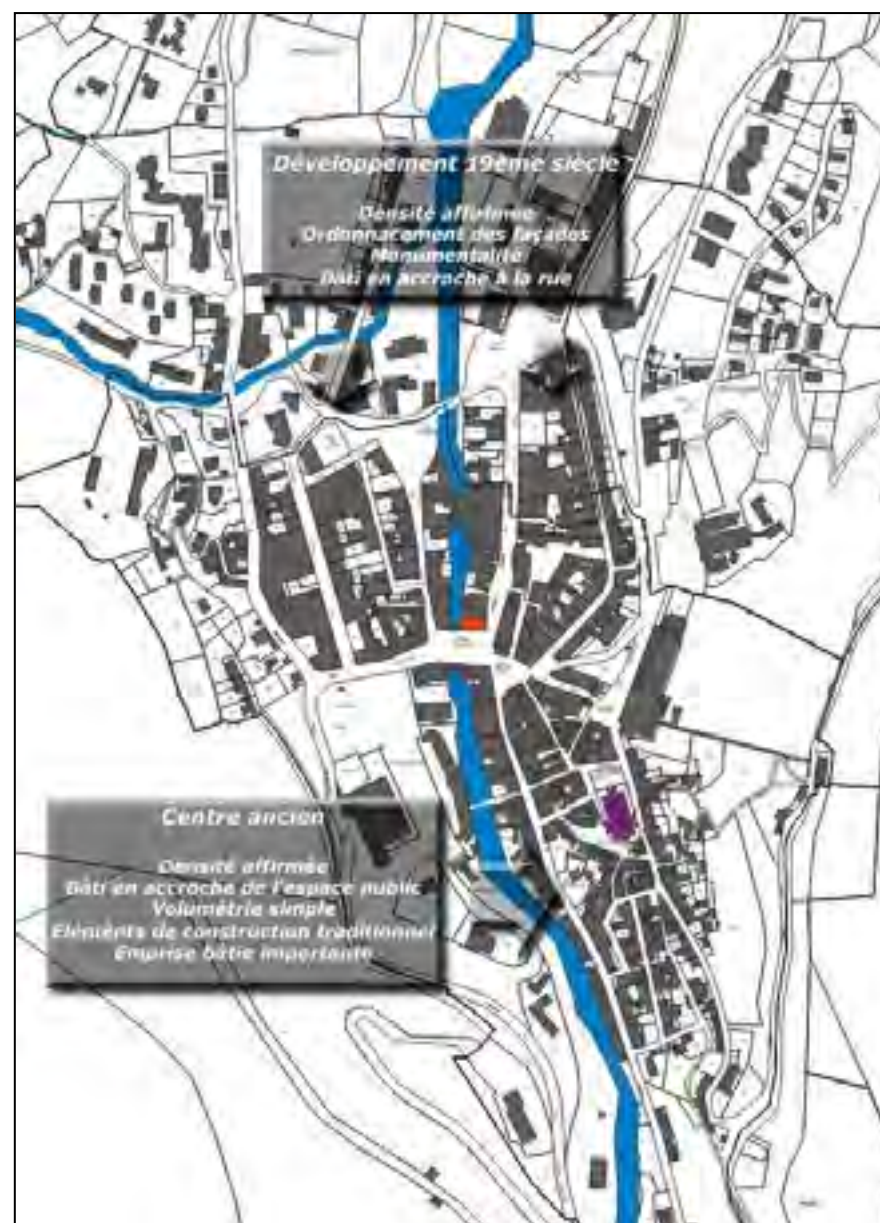 Développement 19ème siècle
Densité affirmée
Ordonnacement des façades
Monumentalité
Bâti en accroche à la rue
Centre ancien
Densité affirmée
Bâti en accroche de l'espace public
Volumétrie simple
Eléments de construction traditionnel
Emprise bâtie importante